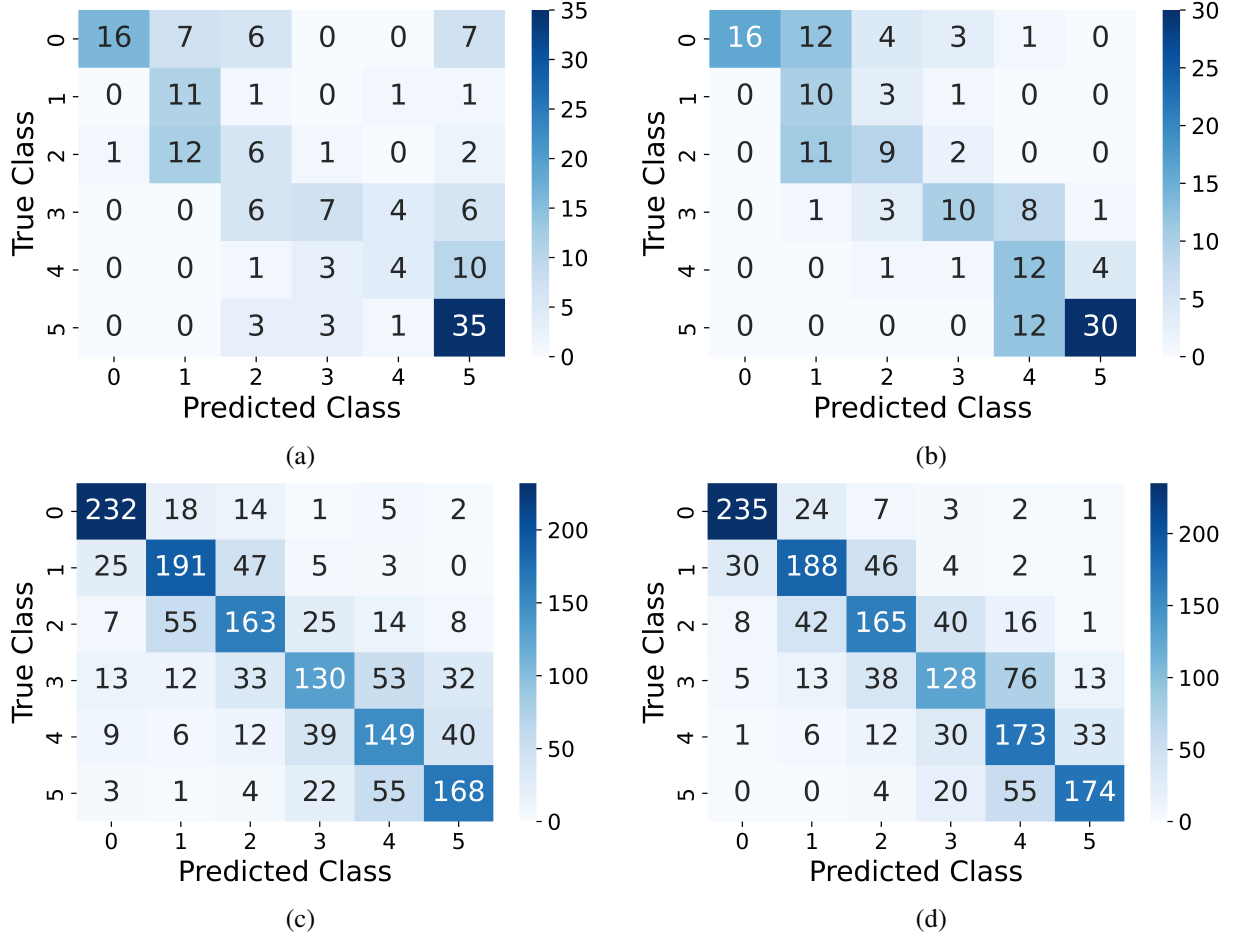 0 16 7 6 0 0 7
1 0 11 1 0 1 1
2 1 12 6 1 0 2
3 0 0 6 7 4 6
4 0 0 1 3 4 10
5 0 0 3 3 1 35
0 1 2 3 4 5
Predicted Class
True Class
35
30
25
20
15
10
5
0
(a)
0 16 12 4 3 1 0
1 0 10 3 1 0 0
2 0 11 9 2 0 0
3 0 1 3 10 8 1
4 0 0 1 1 12 4
5 0 0 0 0 12 30
0 1 2 3 4 5
Predicted Class
True Class
30
25
20
15
10
5
0
(b)
0 232 18 14 1 5 2
1 25 191 47 5 3 0
2 7 55 163 25 14 8
3 13 12 33 130 53 32
4 9 6 12 39 149 40
5 3 1 4 22 55 168
0 1 2 3 4 5
Predicted Class
True Class
200
150
100
50
0
(c)
0 235 24 7 3 2 1
1 30 188 46 4 2 1
2 8 42 165 40 16 1
3 5 13 38 128 76 13
4 1 6 12 30 173 33
5 0 0 4 20 55 174
0 1 2 3 4 5
Predicted Class
True Class
200
150
100
50
0
(d)